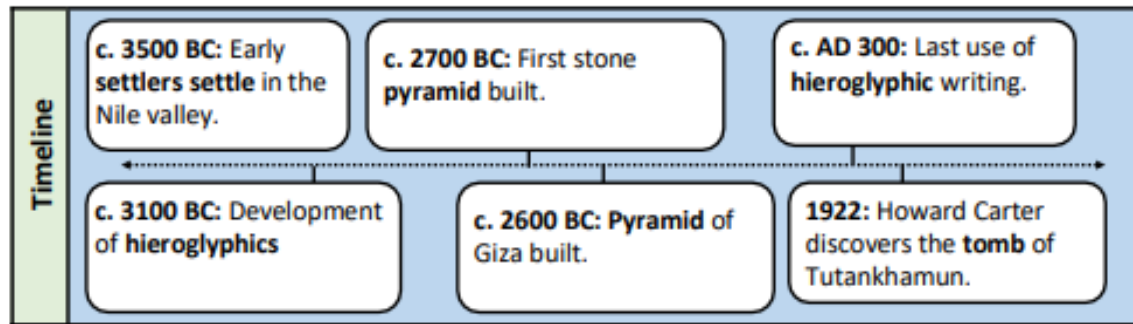 Timeline
c. 3500 BC: Early
settlers settle in the
Nile valley.
c. 2700 BC: First stone
pyramid built.
c. AD 300: Last use of
hieroglyphic writing.
c. 3100 BC: Development
of hieroglyphics
c. 2600 BC: Pyramid of
Giza built.
1922: Howard Carter
discovers the tomb of
Tutankhamun.